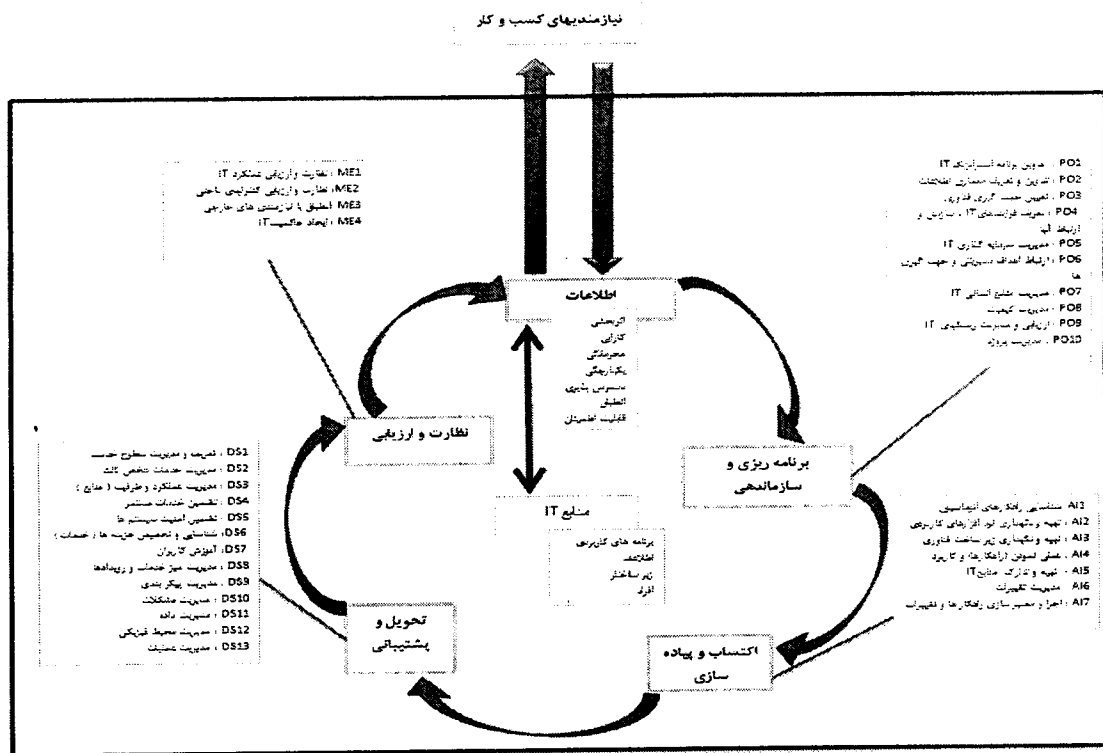 نیازمندیهای کسب و کار
ME1 : نظارت و ارزیابی عملکرد IT
ME2 : نظارت و ارزیابی کنترلهای داخلی
ME3 : انطباق با نیازمندی های خارجی
ME4 : ایجاد حاکمیت IT
PO1 : تدوین برنامه استراتژیک IT
PO2 : تدوین و تعریف معماری اطلاعات
PO3 : تعیین جهت گیری فناوری
PO4 : تعریف فرایندهای IT ، سازمان و
ارتباط آنها
PO5 : مدیریت سرمایه گذاری IT
PO6 : ارتباط اهداف مدیریتی و جهت گیری
ها
PO7 : مدیریت منابع انسانی IT
PO8 : مدیریت کیفیت
PO9 : ارزیابی و مدیریت ریسکهای IT
PO10 : مدیریت پروژه
اطلاعات
اثربخشی
کارایی
محرمانگی
یکپارچگی
دسترس پذیری
انطباق
قابلیت اطمینان
نظارت و ارزیابی
برنامه ریزی و
سازماندهی
DS1 : تعریف و مدیریت سطوح خدمت
DS2 : مدیریت خدمات شخص ثالث
DS3 : مدیریت عملکرد و ظرفیت ( منابع )
DS4 : تضمین خدمات مستمر
DS5 : تضمین امنیت سیستم ها
DS6 : شناسایی و تخصیص هزینه ها ( خدمات )
DS7 : آموزش کاربران
DS8 : مدیریت میز خدمات و رویدادها
DS9 : مدیریت پیکر بندی
DS10 : مدیریت مشکلات
DS11 : مدیریت داده
DS12 : مدیریت محیط فیزیکی
DS13 : مدیریت عملیات
منابع IT
برنامه های کاربردی
اطلاعات
زیر ساختار
افراد
AI1 : شناسایی راهکارهای
AI2 : تهیه و نگهداری نرم افزارهای کاربردی
AI3 : تهیه و نگهداری زیر ساخت فناوری
AI4 : عملی نمودن (راهکارها) و کاربرد
AI5 : تهیه و تدارک منابع IT
AI6 : مدیریت تغییرات
AI7 : اجرا و معتبر سازی راهکار ها و تغییرات
تحویل و
پشتیبانی
اکتساب و پیاده
سازی